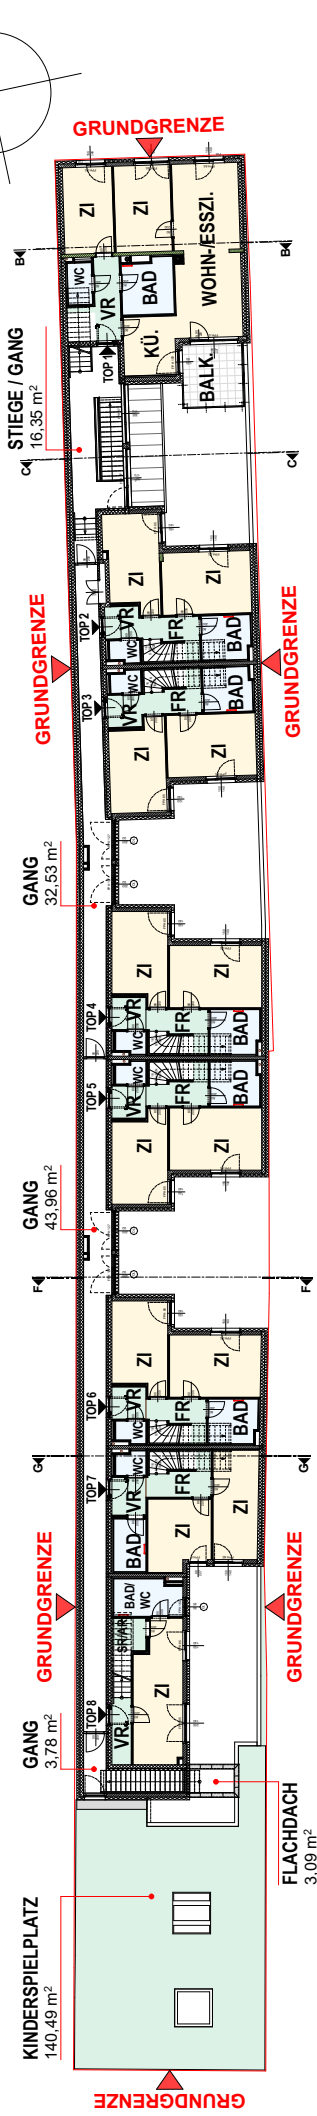 GRUNDGRENZE
ZI
ZI
WOHN-/ESSZI.
B
B
WC
VR
BAD
TOP 1
KÜ.
BALK.
STIEGE / GANG
16,35 m²
C
C
ZI
ZI
TOP 2
VR
WC
FR
BAD
GRUNDGRENZE
GRUNDGRENZE
TOP 3
WC
VR
FR
BAD
ZI
ZI
GANG
32,53 m²
ZI
ZI
TOP 4
VR
WC
FR
BAD
TOP 5
WC
VR
FR
BAD
ZI
ZI
GANG
43,96 m²
F
F
ZI
ZI
TOP 6
VR
WC
FR
BAD
G
G
TOP 7
WC
VR
FR
BAD
ZI
ZI
GRUNDGRENZE
GRUNDGRENZE
BAD/
WC
SR/AR
TOP 8
VR
ZI
GANG
3,78 m²
FLACHDACH
3.09 m²
KINDERSPIELPLATZ
140,49 m²
GRUNDGRENZE